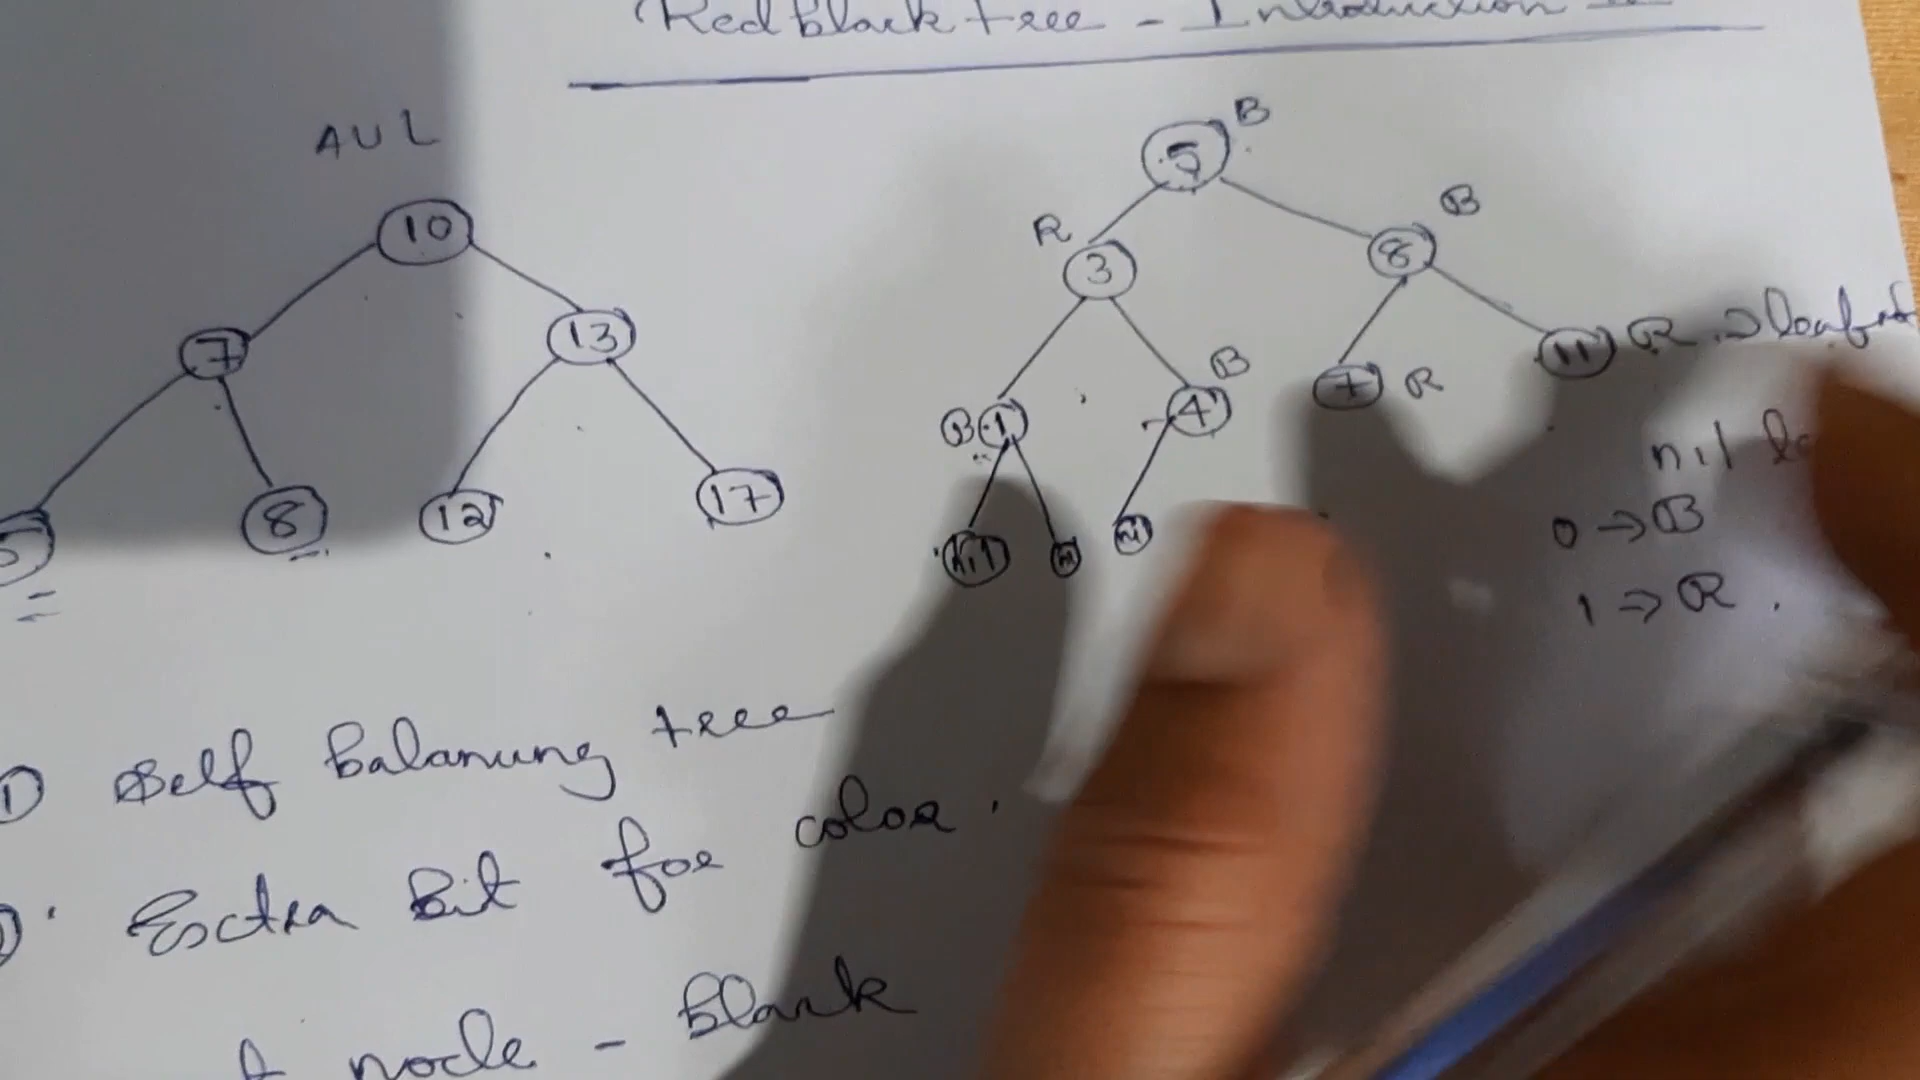 Red black tree - Introduction
AVL
10
7
13
8
12
17
5 B
R 3
8 B
B 1
4 B
7 R
11 R => leaf
nil
nil
0 -> B
1 => R .
① Self balancing tree
Extra Bit for color .
node - black